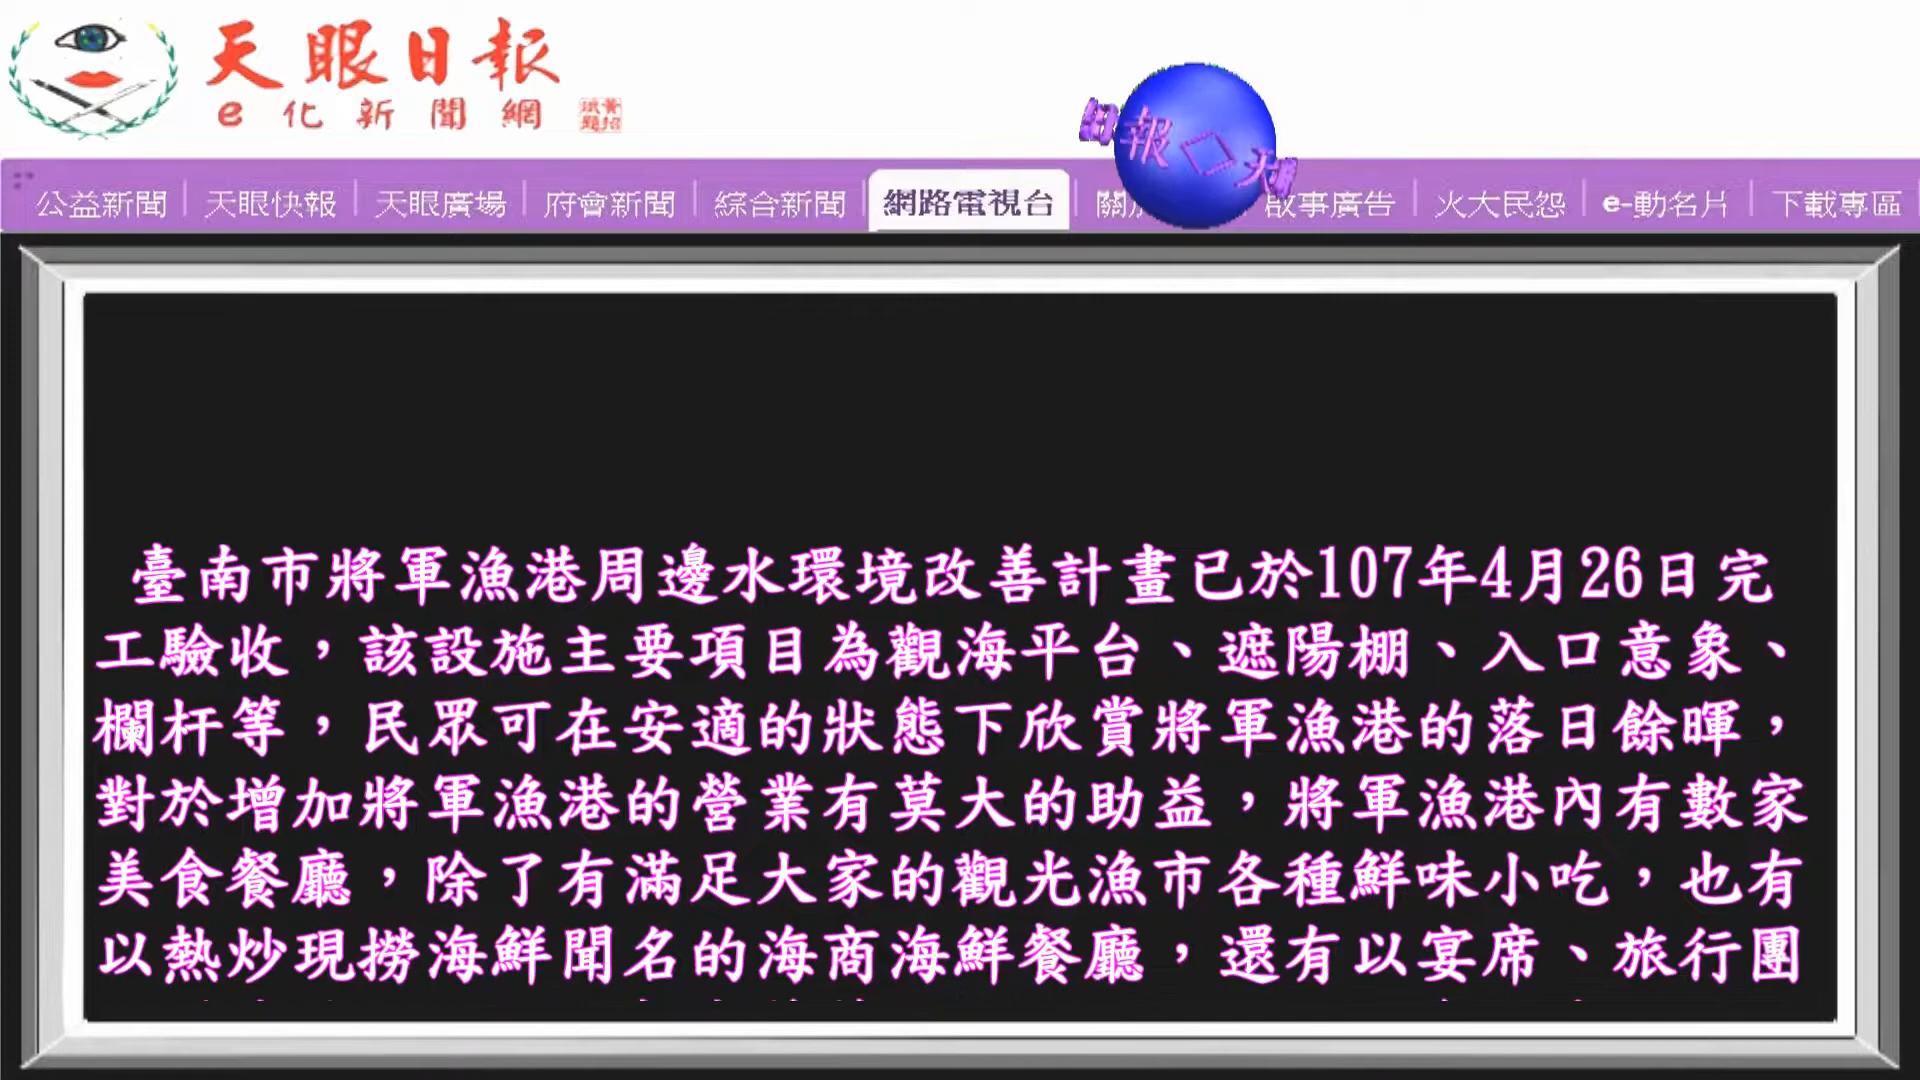 天眼日報
e化新聞網
日報◇天
公益新聞 天眼快報 天眼廣場 府會新聞 綜合新聞 網路電視台 啟事廣告 火大民怨 e-動名片 下載專區
臺南市將軍漁港周邊水環境改善計畫已於107年4月26日完
工驗收，該設施主要項目為觀海平台、遮陽棚、入口意象、
欄杆等，民眾可在安適的狀態下欣賞將軍漁港的落日餘暉，
對於增加將軍漁港的營業有莫大的助益，將軍漁港內有數家
美食餐廳，除了有滿足大家的觀光漁市各種鮮味小吃，也有
以熱炒現撈海鮮聞名的海商海鮮餐廳，還有以宴席、旅行團